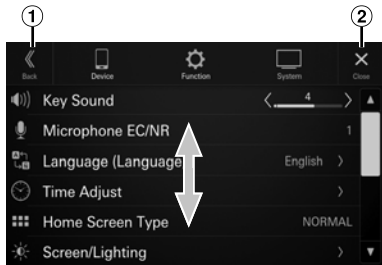 1 2
Back Device Function System Close
Key Sound 4
Microphone EC/NR 1
Language (Language English
Time Adjust
Home Screen Type NORMAL
Screen/Lighting